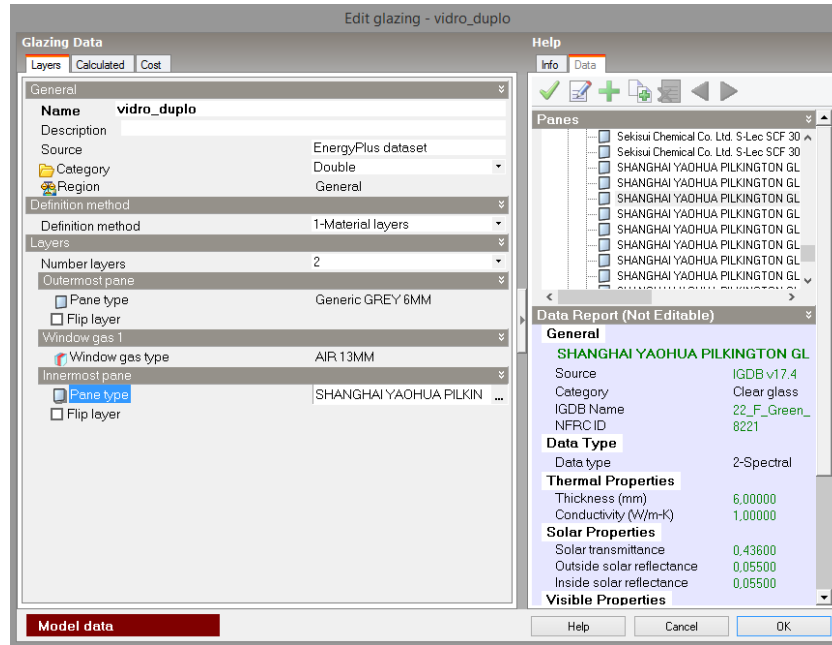 Edit glazing - vidro_duplo
Glazing Data
Layers Calculated Cost
General
Name vidro_duplo
Description
Source EnergyPlus dataset
Category Double
Region General
Definition method
Definition method 1-Material layers
Layers
Number layers 2
Outermost pane
Pane type Generic GREY 6MM
Flip layer
Window gas 1
Window gas type AIR 13MM
Innermost pane
Pane type SHANGHAI YAOHUA PILKIN ...
Flip layer
Model data
Help
Info Data
Panes
Sekisui Chemical Co. Ltd. S-Lec SCF 30
Sekisui Chemical Co. Ltd. S-Lec SCF 30
SHANGHAI YAOHUA PILKINGTON GL
SHANGHAI YAOHUA PILKINGTON GL
SHANGHAI YAOHUA PILKINGTON GL
SHANGHAI YAOHUA PILKINGTON GL
SHANGHAI YAOHUA PILKINGTON GL
SHANGHAI YAOHUA PILKINGTON GL
SHANGHAI YAOHUA PILKINGTON GL
SHANGHAI YAOHUA PILKINGTON GL
Data Report (Not Editable)
General
SHANGHAI YAOHUA PILKINGTON GL
Source IGDB v17.4
Category Clear glass
IGDB Name 22_F_Green_
NFRC ID 8221
Data Type
Data type 2-Spectral
Thermal Properties
Thickness (mm) 6,00000
Conductivity (W/m-K) 1,00000
Solar Properties
Solar transmittance 0,43600
Outside solar reflectance 0,05500
Inside solar reflectance 0,05500
Visible Properties
Help Cancel OK